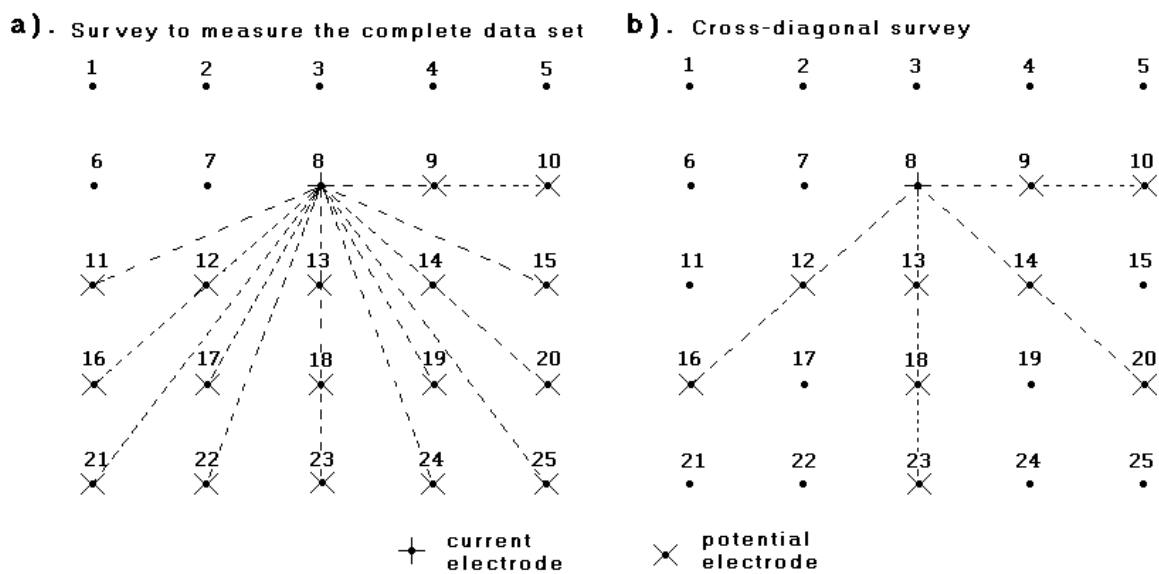 a). Survey to measure the complete data set
1 2 3 4 5
6 7 8 9 10
11 12 13 14 15
16 17 18 19 20
21 22 23 24 25
b). Cross-diagonal survey
1 2 3 4 5
6 7 8 9 10
11 12 13 14 15
16 17 18 19 20
21 22 23 24 25
current
electrode
potential
electrode